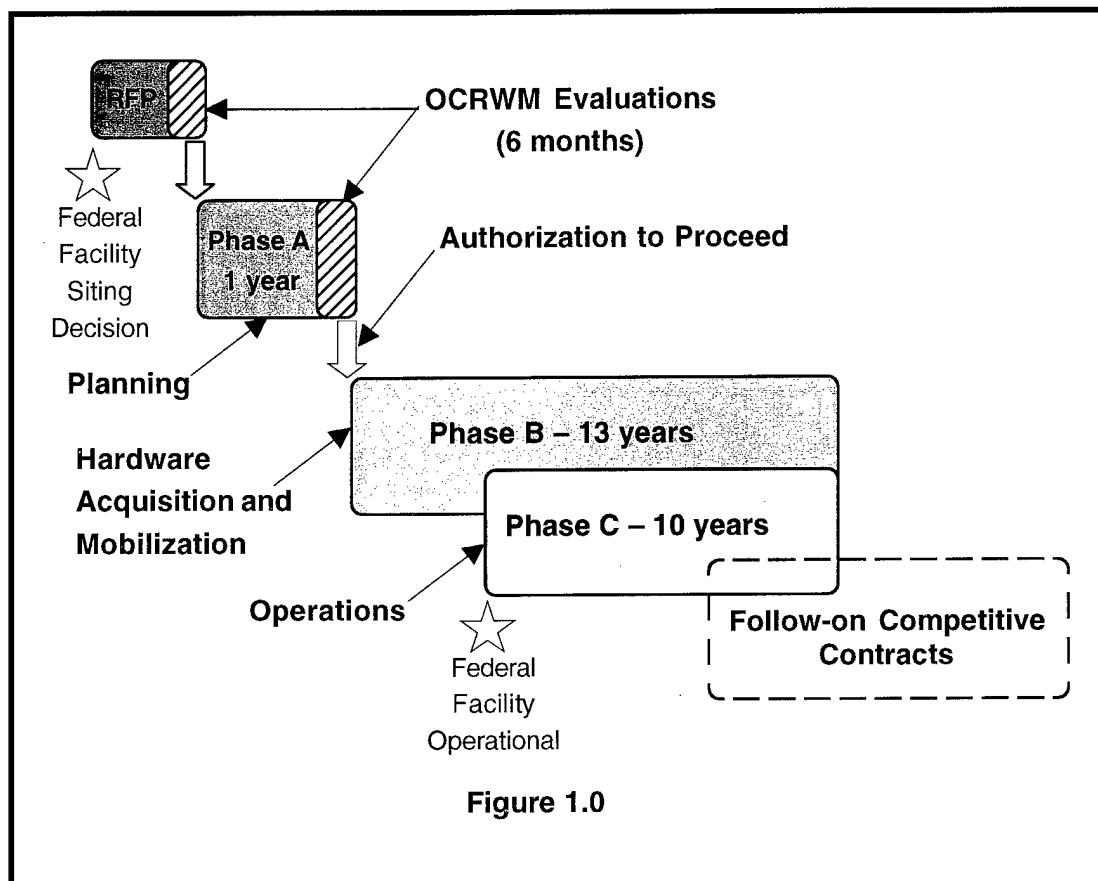 RFP
OCRWM Evaluations
(6 months)
Federal
Facility
Siting
Decision
Phase A
1 year
Authorization to Proceed
Planning
Phase B – 13 years
Hardware
Acquisition and
Mobilization
Phase C – 10 years
Operations
Follow-on Competitive
Contracts
Federal
Facility
Operational
Figure 1.0